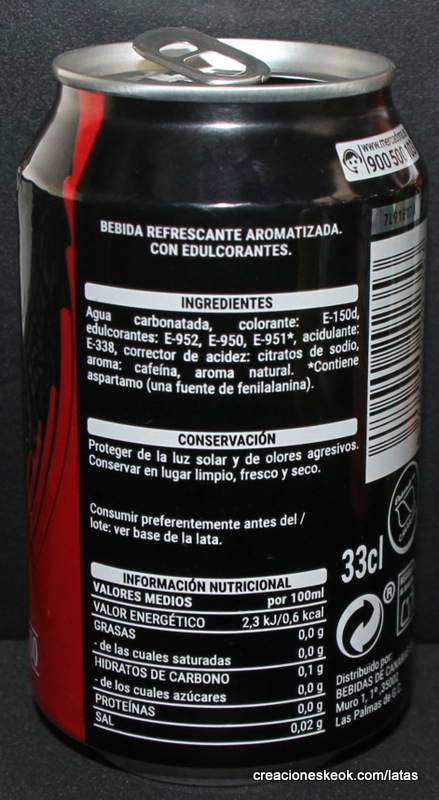 www.mercado
900 500 103
7L9181
BEBIDA REFRESCANTE AROMATIZADA.
CON EDULCORANTES.
INGREDIENTES
Agua carbonatada, colorante: E-150d,
edulcorantes: E-952, E-950, E-951*, acidulante:
E-338, corrector de acidez: citratos de sodio,
aroma: cafeína, aroma natural. *Contiene
aspartamo (una fuente de fenilalanina).
CONSERVACIÓN
Proteger de la luz solar y de olores agresivos.
Conservar en lugar limpio, fresco y seco.
Consumir preferentemente antes del /
lote: ver base de la lata.
33cl
INFORMACIÓN NUTRICIONAL
VALORES MEDIOS por 100ml
VALOR ENERGÉTICO 2,3 kJ/0,6 kcal
GRASAS 0,0 g
- de las cuales saturadas 0,0 g
HIDRATOS DE CARBONO 0,1 g
- de los cuales azúcares 0,0 g
PROTEÍNAS 0,0 g
SAL 0,02 g
®
Distribuido por
BEBIDAS DE
Muro 1, 1º, 35002
Las Palmas de G.C.
creacioneskeok.com/latas